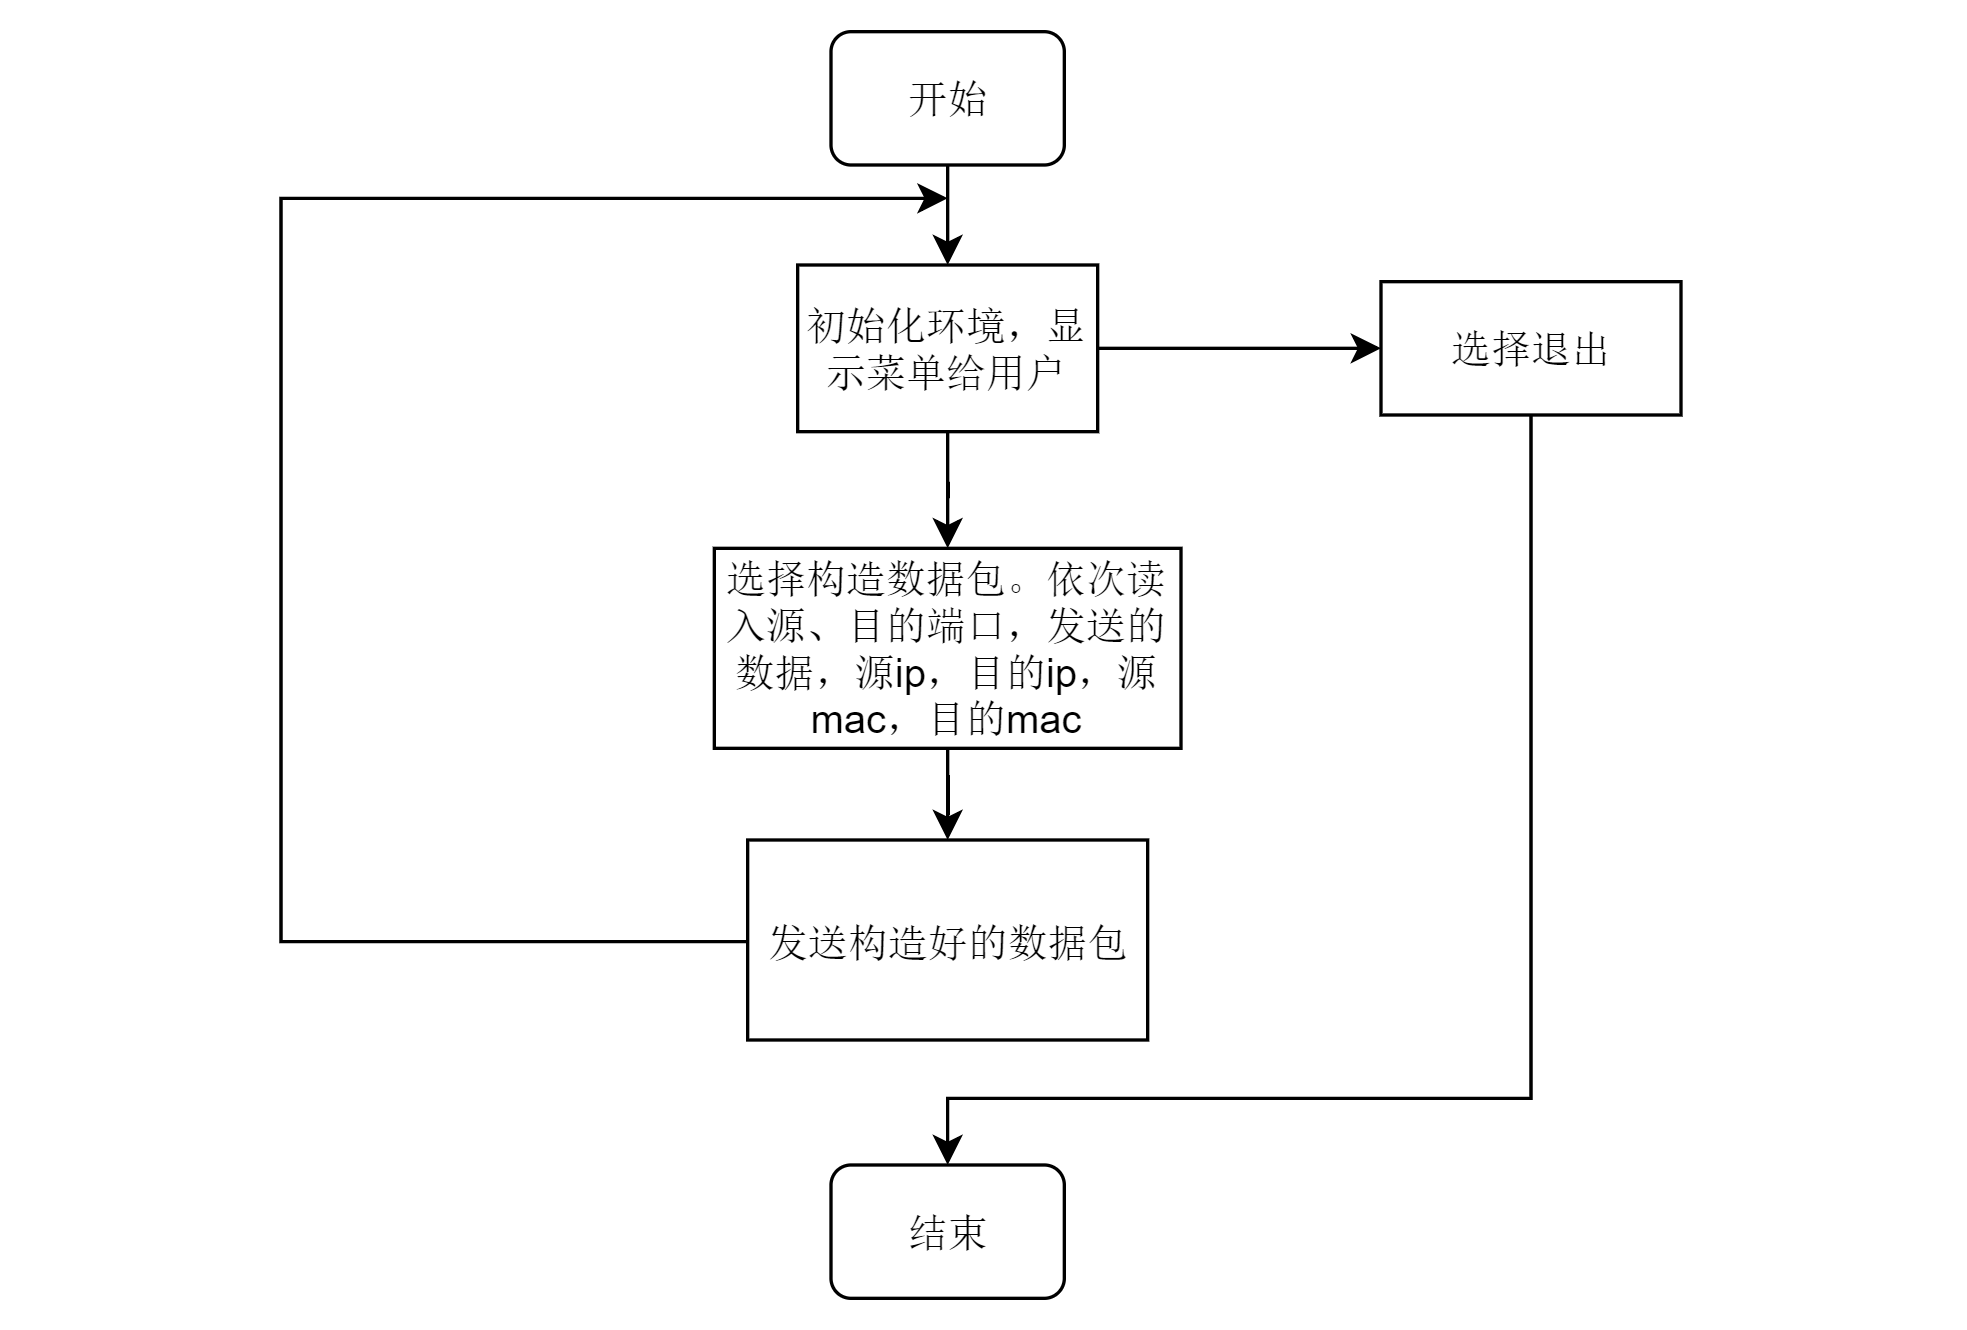 开始
初始化环境，显
示菜单给用户
选择退出
选择构造数据包。依次读
入源、目的端口，发送的
数据，源ip，目的ip，源
mac，目的mac
发送构造好的数据包
结束